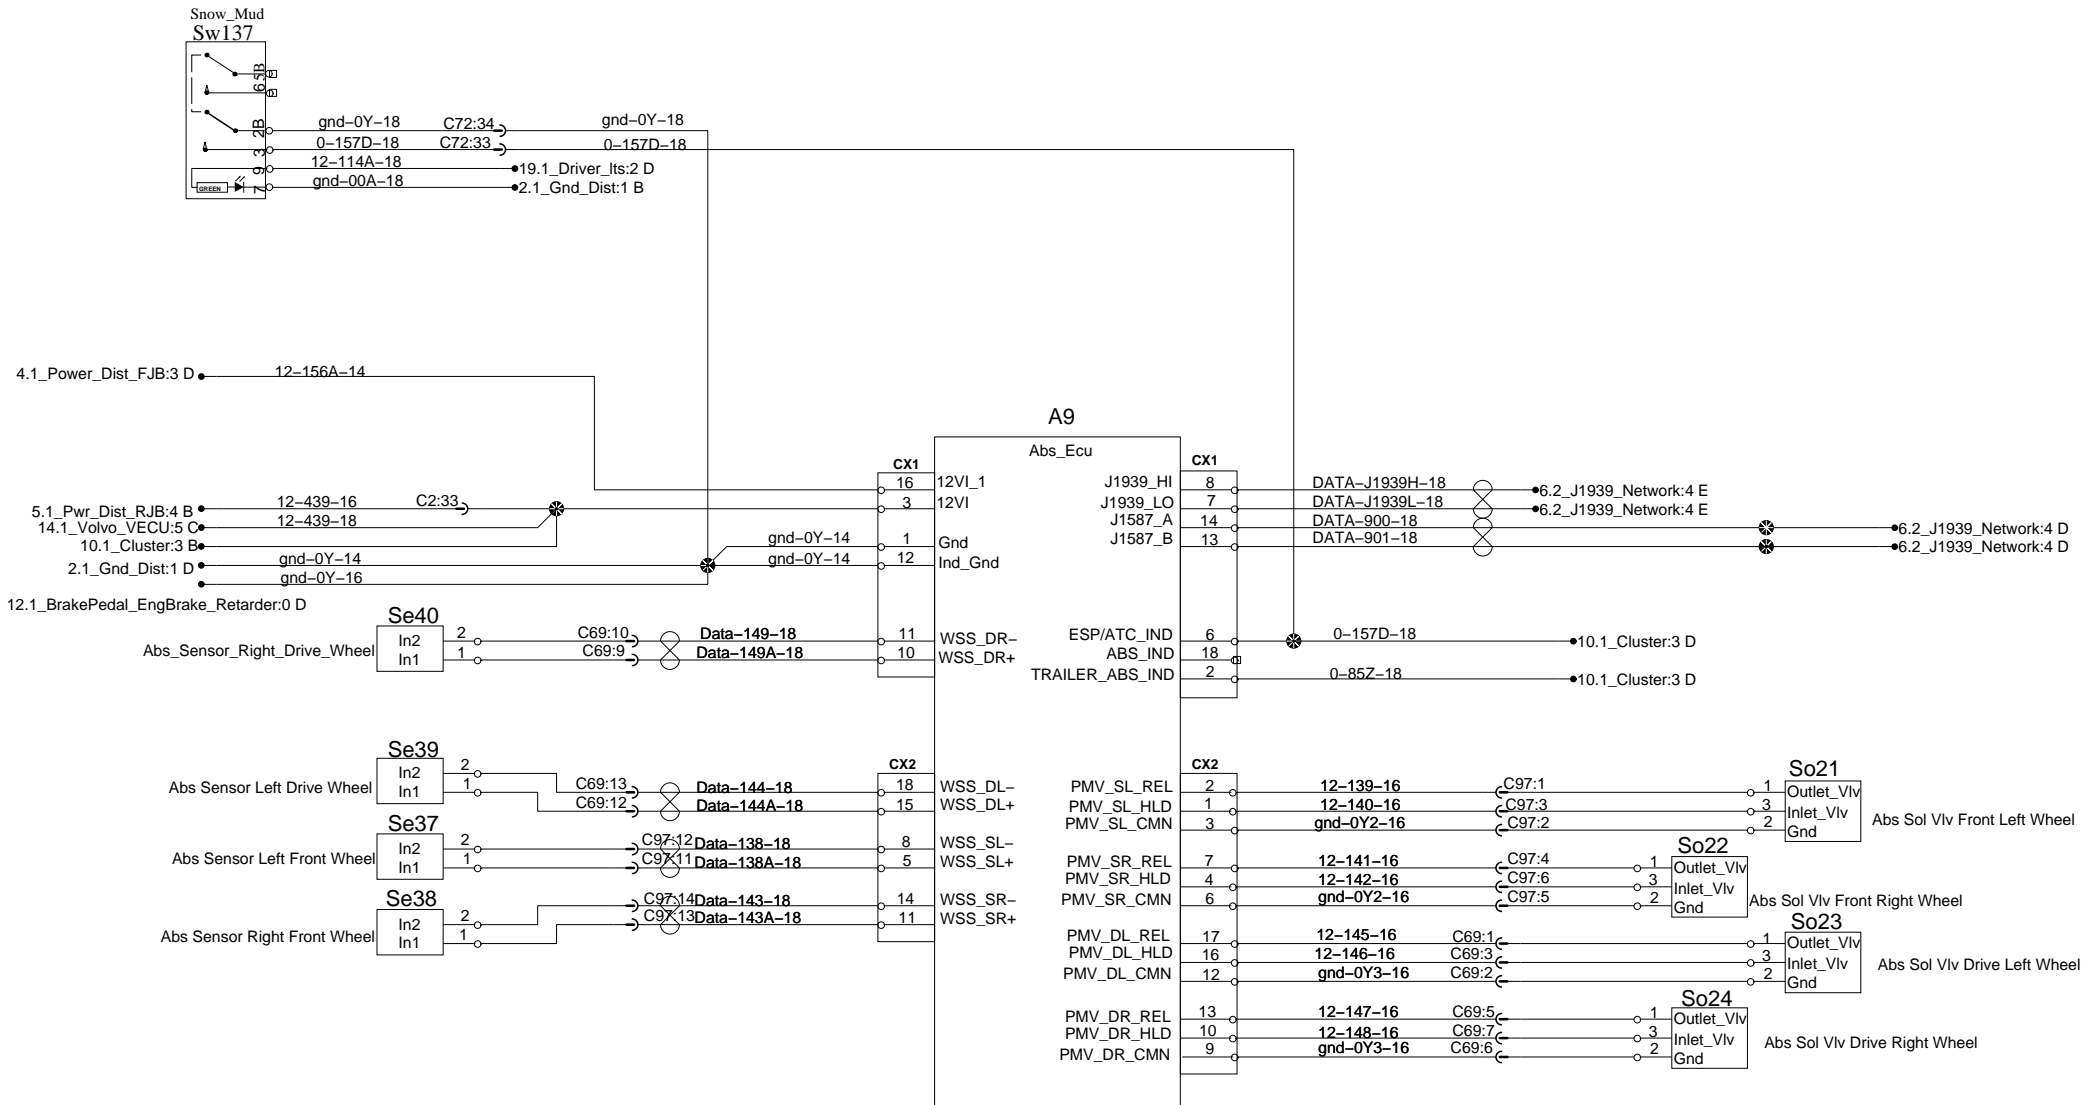 Snow_Mud
Sw137
5B
6
2B gnd-0Y-18 C72:34 gnd-0Y-18
3 0-157D-18 C72:33 0-157D-18
9 12-114A-18 19.1_Driver_lts:2 D
GREEN 7 gnd-00A-18 2.1_Gnd_Dist:1 B
4.1_Power_Dist_FJB:3 D 12-156A-14
A9
Abs_Ecu
CX1 CX1
16 12VI_1 J1939_HI 8 DATA-J1939H-18 6.2_J1939_Network:4 E
5.1_Pwr_Dist_RJB:4 B 12-439-16 C2:33 3 12VI J1939_LO 7 DATA-J1939L-18 6.2_J1939_Network:4 E
14.1_Volvo_VECU:5 C 12-439-18 J1587_A 14 DATA-900-18 6.2_J1939_Network:4 D
10.1_Cluster:3 B gnd-0Y-14 1 Gnd J1587_B 13 DATA-901-18 6.2_J1939_Network:4 D
2.1_Gnd_Dist:1 D gnd-0Y-14 gnd-0Y-14 12 Ind_Gnd
gnd-0Y-16
12.1_BrakePedal_EngBrake_Retarder:0 D
Se40
Abs_Sensor_Right_Drive_Wheel
In2 2 C69:10 Data-149-18 11 WSS_DR- ESP/ATC_IND 6 0-157D-18 10.1_Cluster:3 D
In1 1 C69:9 Data-149A-18 10 WSS_DR+ ABS_IND 18
TRAILER_ABS_IND 2 0-85Z-18 10.1_Cluster:3 D
Se39
Abs Sensor Left Drive Wheel
CX2 CX2
In2 2 C69:13 Data-144-18 18 WSS_DL-
In1 1 C69:12 Data-144A-18 15 WSS_DL+
Se37
Abs Sensor Left Front Wheel
In2 2 C97:12 Data-138-18 8 WSS_SL-
In1 1 C97:11 Data-138A-18 5 WSS_SL+
Se38
Abs Sensor Right Front Wheel
In2 2 C97:14 Data-143-18 14 WSS_SR-
In1 1 C97:13 Data-143A-18 11 WSS_SR+
So21
PMV_SL_REL 2 12-139-16 C97:1 1 Outlet_Vlv
PMV_SL_HLD 1 12-140-16 C97:3 3 Inlet_Vlv
PMV_SL_CMN 3 gnd-0Y2-16 C97:2 2 Gnd
Abs Sol Vlv Front Left Wheel
So22
PMV_SR_REL 7 12-141-16 C97:4 1 Outlet_Vlv
PMV_SR_HLD 4 12-142-16 C97:6 3 Inlet_Vlv
PMV_SR_CMN 6 gnd-0Y2-16 C97:5 2 Gnd
Abs Sol Vlv Front Right Wheel
So23
PMV_DL_REL 17 12-145-16 C69:1 1 Outlet_Vlv
PMV_DL_HLD 16 12-146-16 C69:3 3 Inlet_Vlv
PMV_DL_CMN 12 gnd-0Y3-16 C69:2 2 Gnd
Abs Sol Vlv Drive Left Wheel
So24
PMV_DR_REL 13 12-147-16 C69:5 1 Outlet_Vlv
PMV_DR_HLD 10 12-148-16 C69:7 3 Inlet_Vlv
PMV_DR_CMN 9 gnd-0Y3-16 C69:6 2 Gnd
Abs Sol Vlv Drive Right Wheel